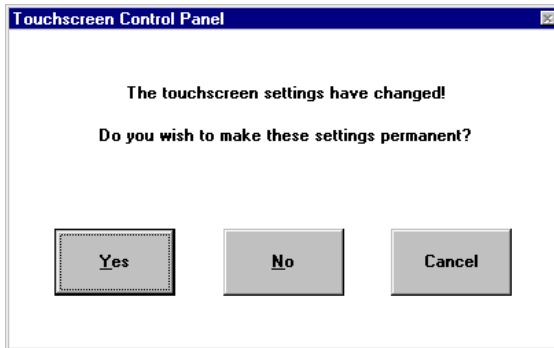 Touchscreen Control Panel
The touchscreen settings have changed!
Do you wish to make these settings permanent?
Yes No Cancel